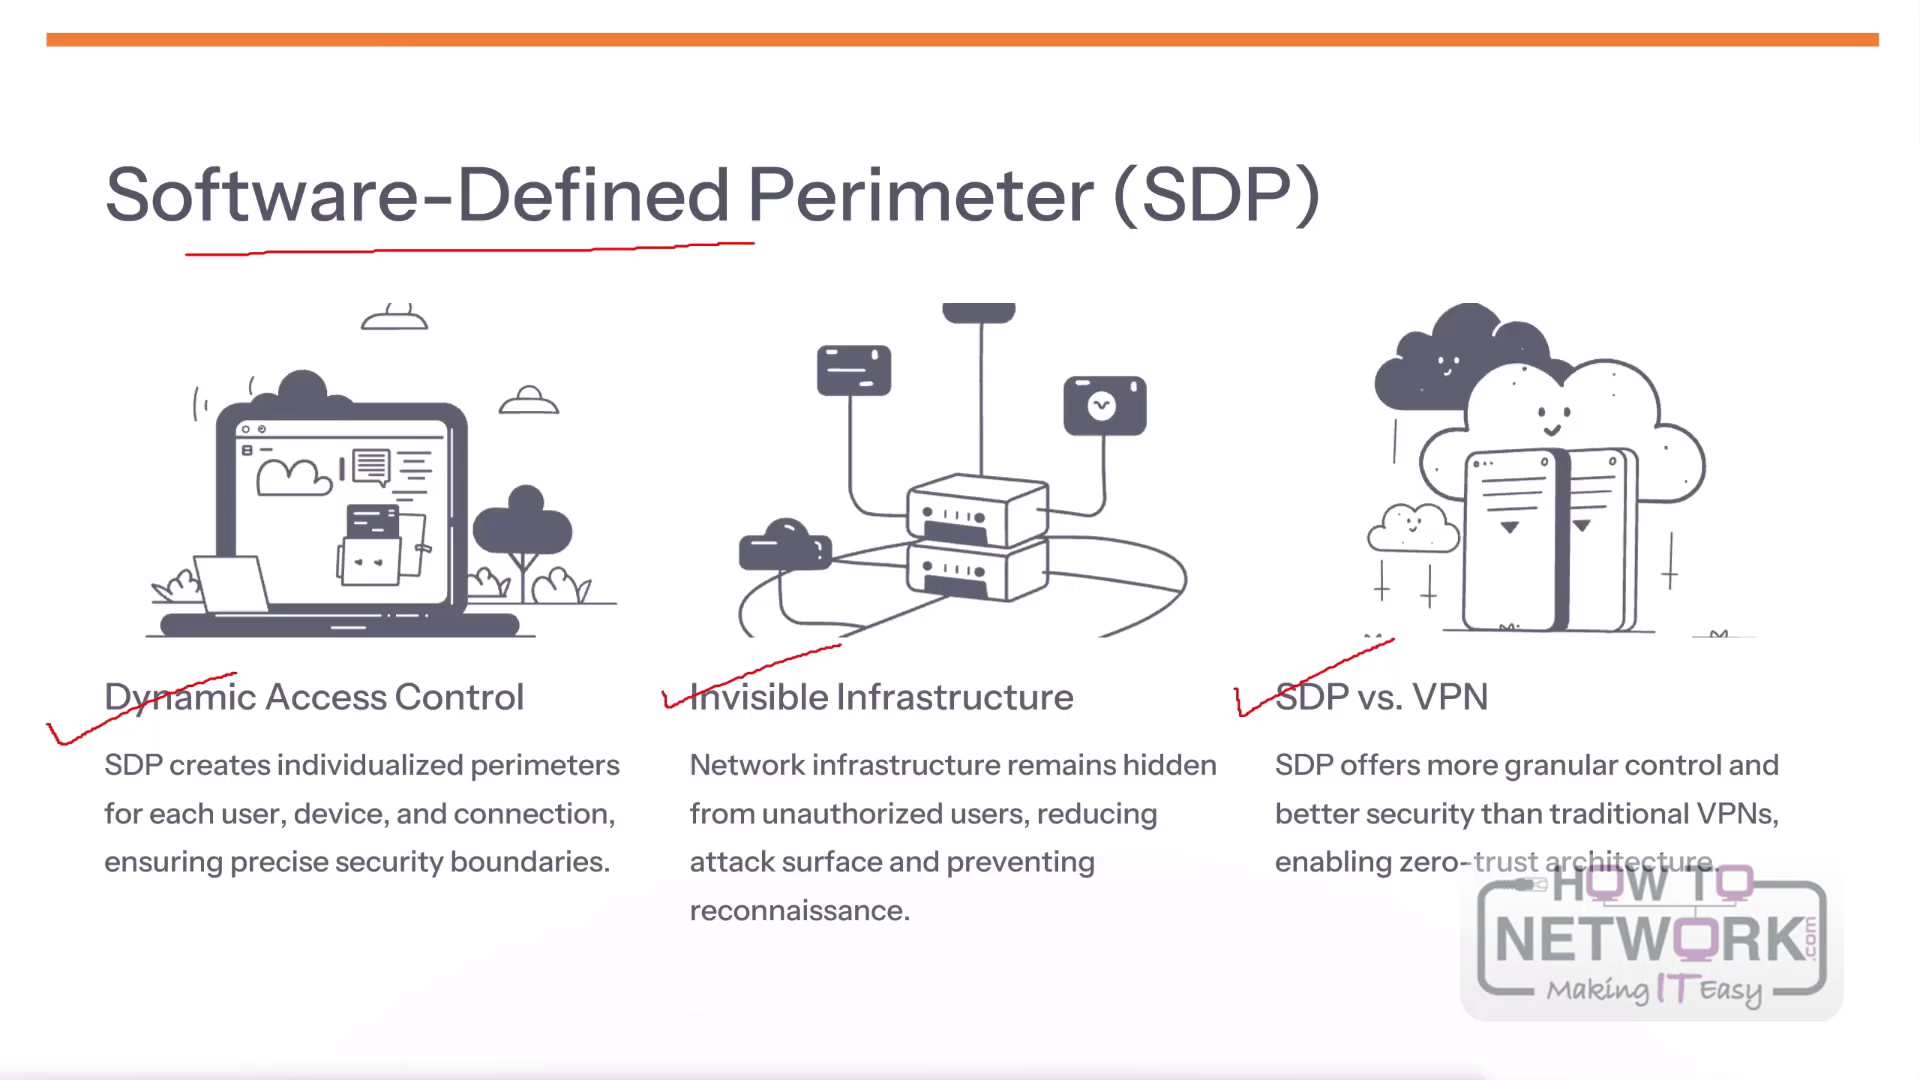 Software-Defined Perimeter (SDP)
Dynamic Access Control
SDP creates individualized perimeters
for each user, device, and connection,
ensuring precise security boundaries.
Invisible Infrastructure
Network infrastructure remains hidden
from unauthorized users, reducing
attack surface and preventing
reconnaissance.
SDP vs. VPN
SDP offers more granular control and
better security than traditional VPNs,
enabling zero-trust architecture.
HOW TO
NETWORK.com
Making IT Easy